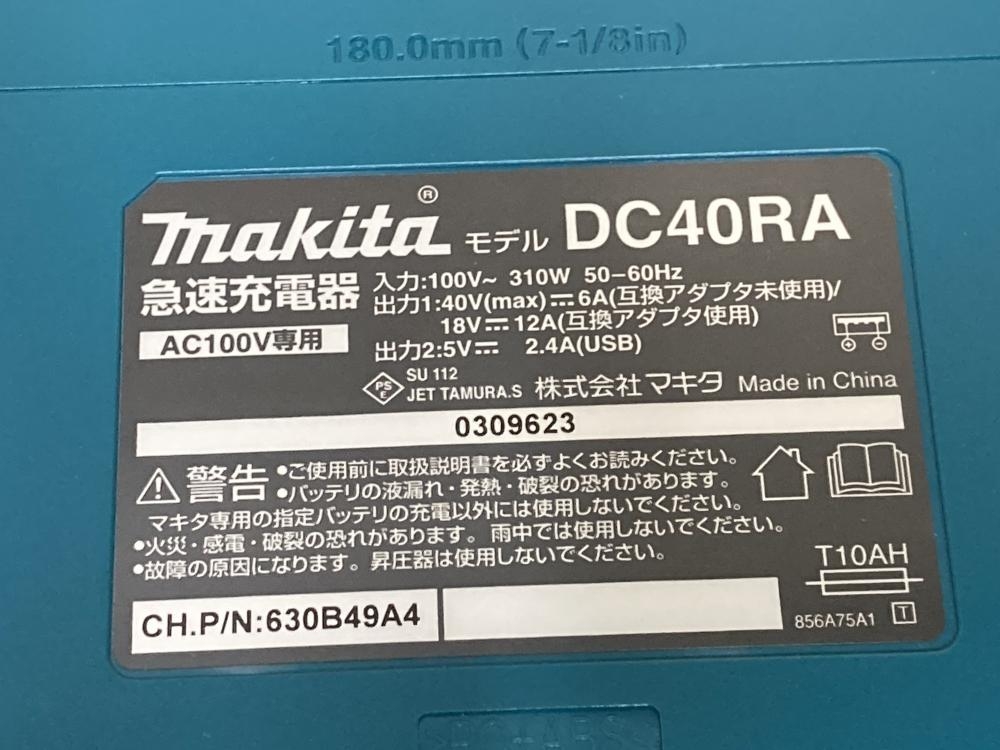 180.0mm (7-1/8in)
makita® モデル DC40RA
急速充電器
AC100V専用
入力:100V~ 310W 50-60Hz
出力1:40V(max)⎓6A(互換アダプタ未使用)/
18V⎓12A(互換アダプタ使用)
出力2:5V⎓ 2.4A(USB)
PSE SU 112
JET TAMURA.S 株式会社 マキタ Made in China
0309623
⚠警告 •ご使用前に取扱説明書を必ずよくお読みください。
•バッテリの液漏れ・発熱・破裂の恐れがあります。
マキタ専用の指定バッテリの充電以外には使用しないでください。
•火災・感電・破裂の恐れがあります。雨中では使用しないでください。
•故障の原因になります。昇圧器は使用しないでください。
T10AH
CH.P/N:630B49A4
856A75A1 T